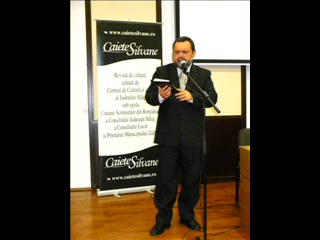 www.caietesilvane.ro
Caiete
Silvane
Revistă de cultură
editată de
Centrul de Cultură și
al Județului Sălaj
sub egida
Uniunii Scriitorilor din România
a Consiliului Județean Sălaj
a Consiliului Local
și Primăriei Municipiului Zalău
Caiete
Silvane
www.caietesilvane.ro